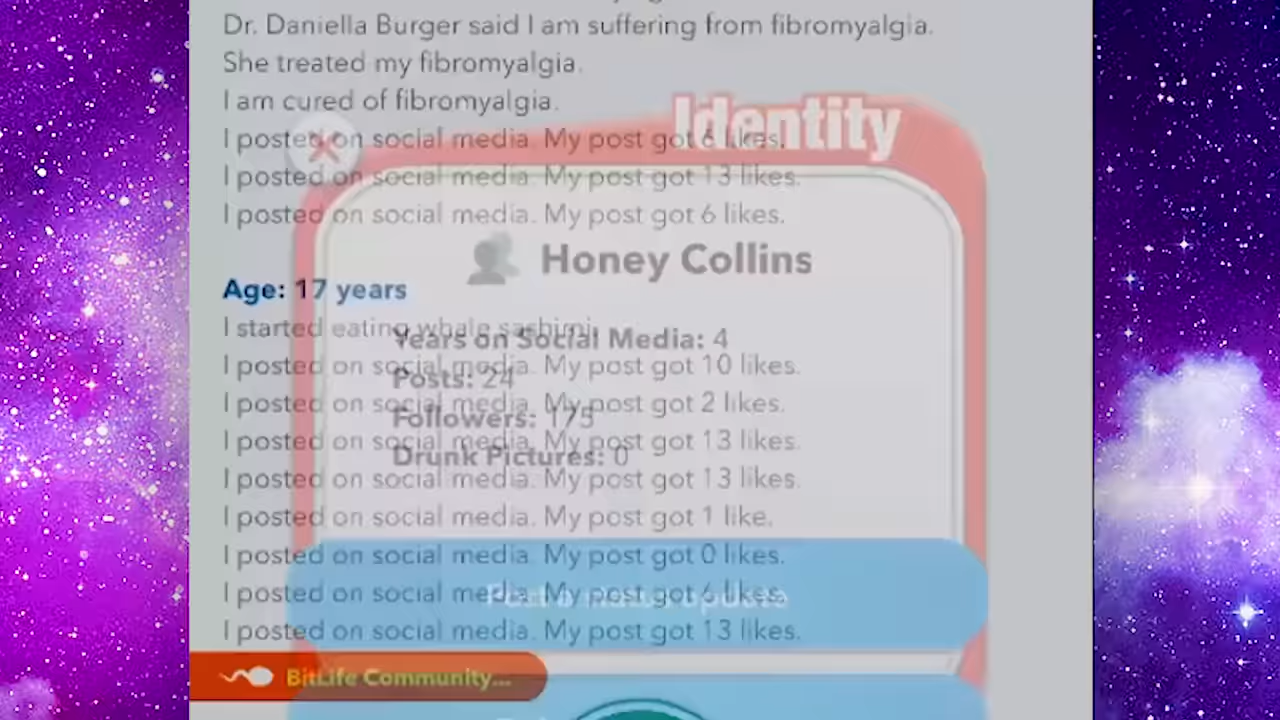 Dr. Daniella Burger said I am suffering from fibromyalgia.
She treated my fibromyalgia.
I am cured of fibromyalgia.
Identity
I posted on social media. My post got 6 likes.
I posted on social media. My post got 13 likes.
I posted on social media. My post got 6 likes.
Honey Collins
Age: 17 years
I started eating whale sashimi.
Years on Social Media: 4
I posted on social media. My post got 10 likes.
Posts: 24
I posted on social media. My post got 2 likes.
Followers: 175
I posted on social media. My post got 13 likes.
Drunk Pictures: 0
I posted on social media. My post got 13 likes.
I posted on social media. My post got 1 like.
I posted on social media. My post got 0 likes.
I posted on social media. My post got 6 likes.
I posted on social media. My post got 13 likes.
BitLife Community...